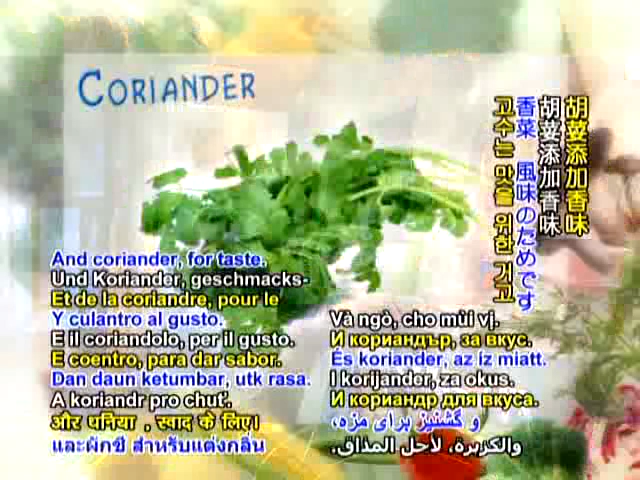 CORIANDER
胡荽添加香味
胡荽添加香味
香菜 風味のためです
고수는 맛을 위한 거고
And coriander, for taste.
Und Koriander, geschmacks-
Et de la coriandre, pour le
Y culantro al gusto.
E il coriandolo, per il gusto.
E coentro, para dar sabor.
Dan daun ketumbar, utk rasa.
A koriandr pro chuť.
और धनिया , स्वाद के लिए।
และผักชี สำหรับแต่งกลิ่น
Và ngò, cho mùi vị.
И кориандър, за вкус.
És koriander, az íz miatt.
I korijander, za okus.
И кориандр для вкуса.
و گشنیز برای مزه،
والكزبرة، لأجل المذاق.